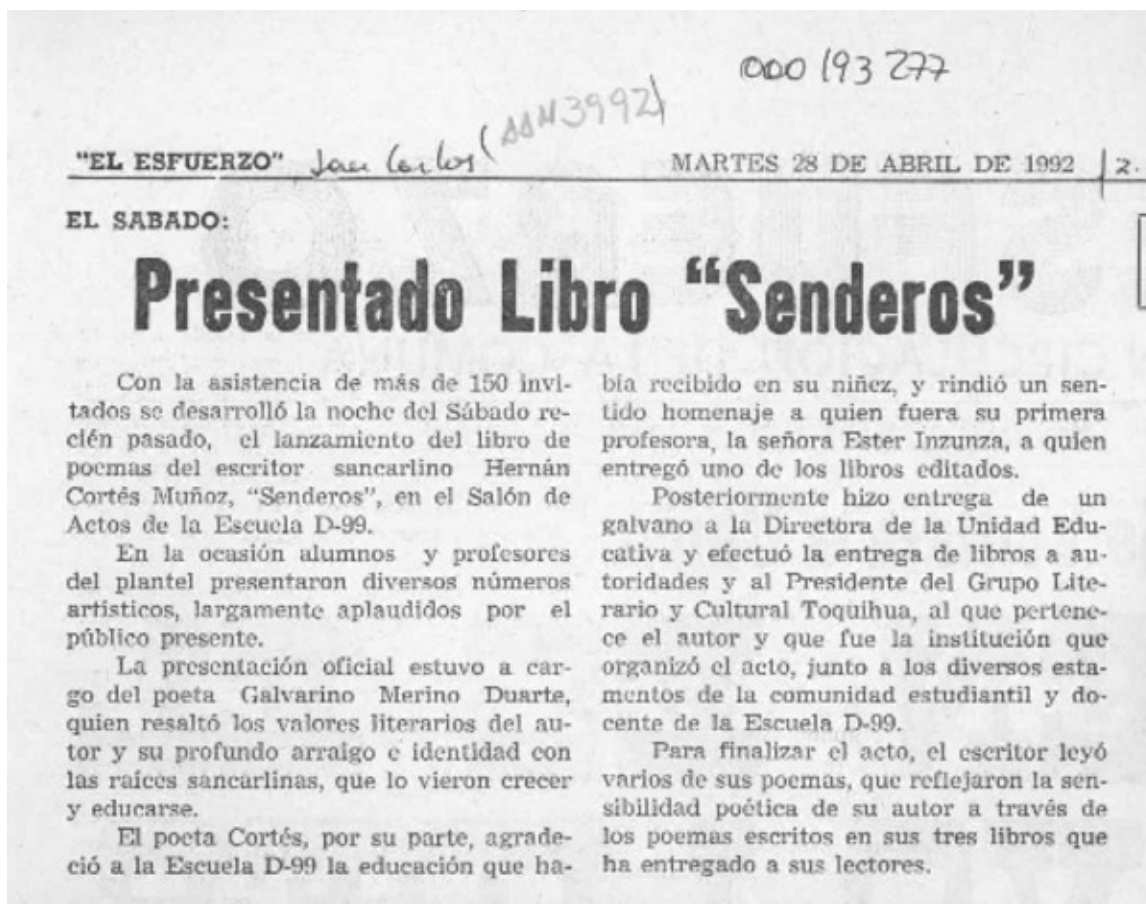 000 193 277
"EL ESFUERZO" San Carlos (AAN3992) MARTES 28 DE ABRIL DE 1992 | 2.
EL SABADO:
Presentado Libro “Senderos”
Con la asistencia de más de 150 invi-
tados se desarrolló la noche del Sábado re-
cién pasado, el lanzamiento del libro de
poemas del escritor sancarlino Hernán
Cortés Muñoz, “Senderos”, en el Salón de
Actos de la Escuela D-99.
En la ocasión alumnos y profesores
del plantel presentaron diversos números
artísticos, largamente aplaudidos por el
público presente.
La presentación oficial estuvo a car-
go del poeta Galvarino Merino Duarte,
quien resaltó los valores literarios del au-
tor y su profundo arraigo e identidad con
las raíces sancarlinas, que lo vieron crecer
y educarse.
El poeta Cortés, por su parte, agrade-
ció a la Escuela D-99 la educación que ha-
bía recibido en su niñez, y rindió un sen-
tido homenaje a quien fuera su primera
profesora, la señora Ester Inzunza, a quien
entregó uno de los libros editados.
Posteriormente hizo entrega de un
galvano a la Directora de la Unidad Edu-
cativa y efectuó la entrega de libros a au-
toridades y al Presidente del Grupo Lite-
rario y Cultural Toquihua, al que pertene-
ce el autor y que fue la institución que
organizó el acto, junto a los diversos esta-
mentos de la comunidad estudiantil y do-
cente de la Escuela D-99.
Para finalizar el acto, el escritor leyó
varios de sus poemas, que reflejaron la sen-
sibilidad poética de su autor a través de
los poemas escritos en sus tres libros que
ha entregado a sus lectores.